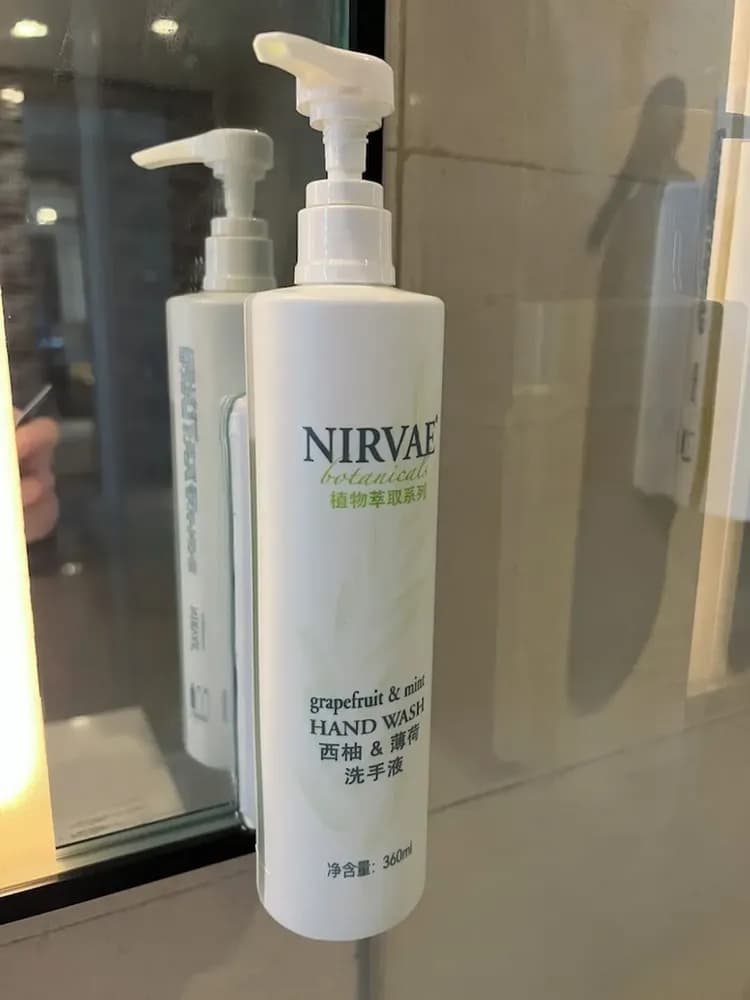 NIRVAE
botanicals
植物萃取系列
grapefruit & mint
HAND WASH
西柚 & 薄荷
洗手液
净含量: 360ml